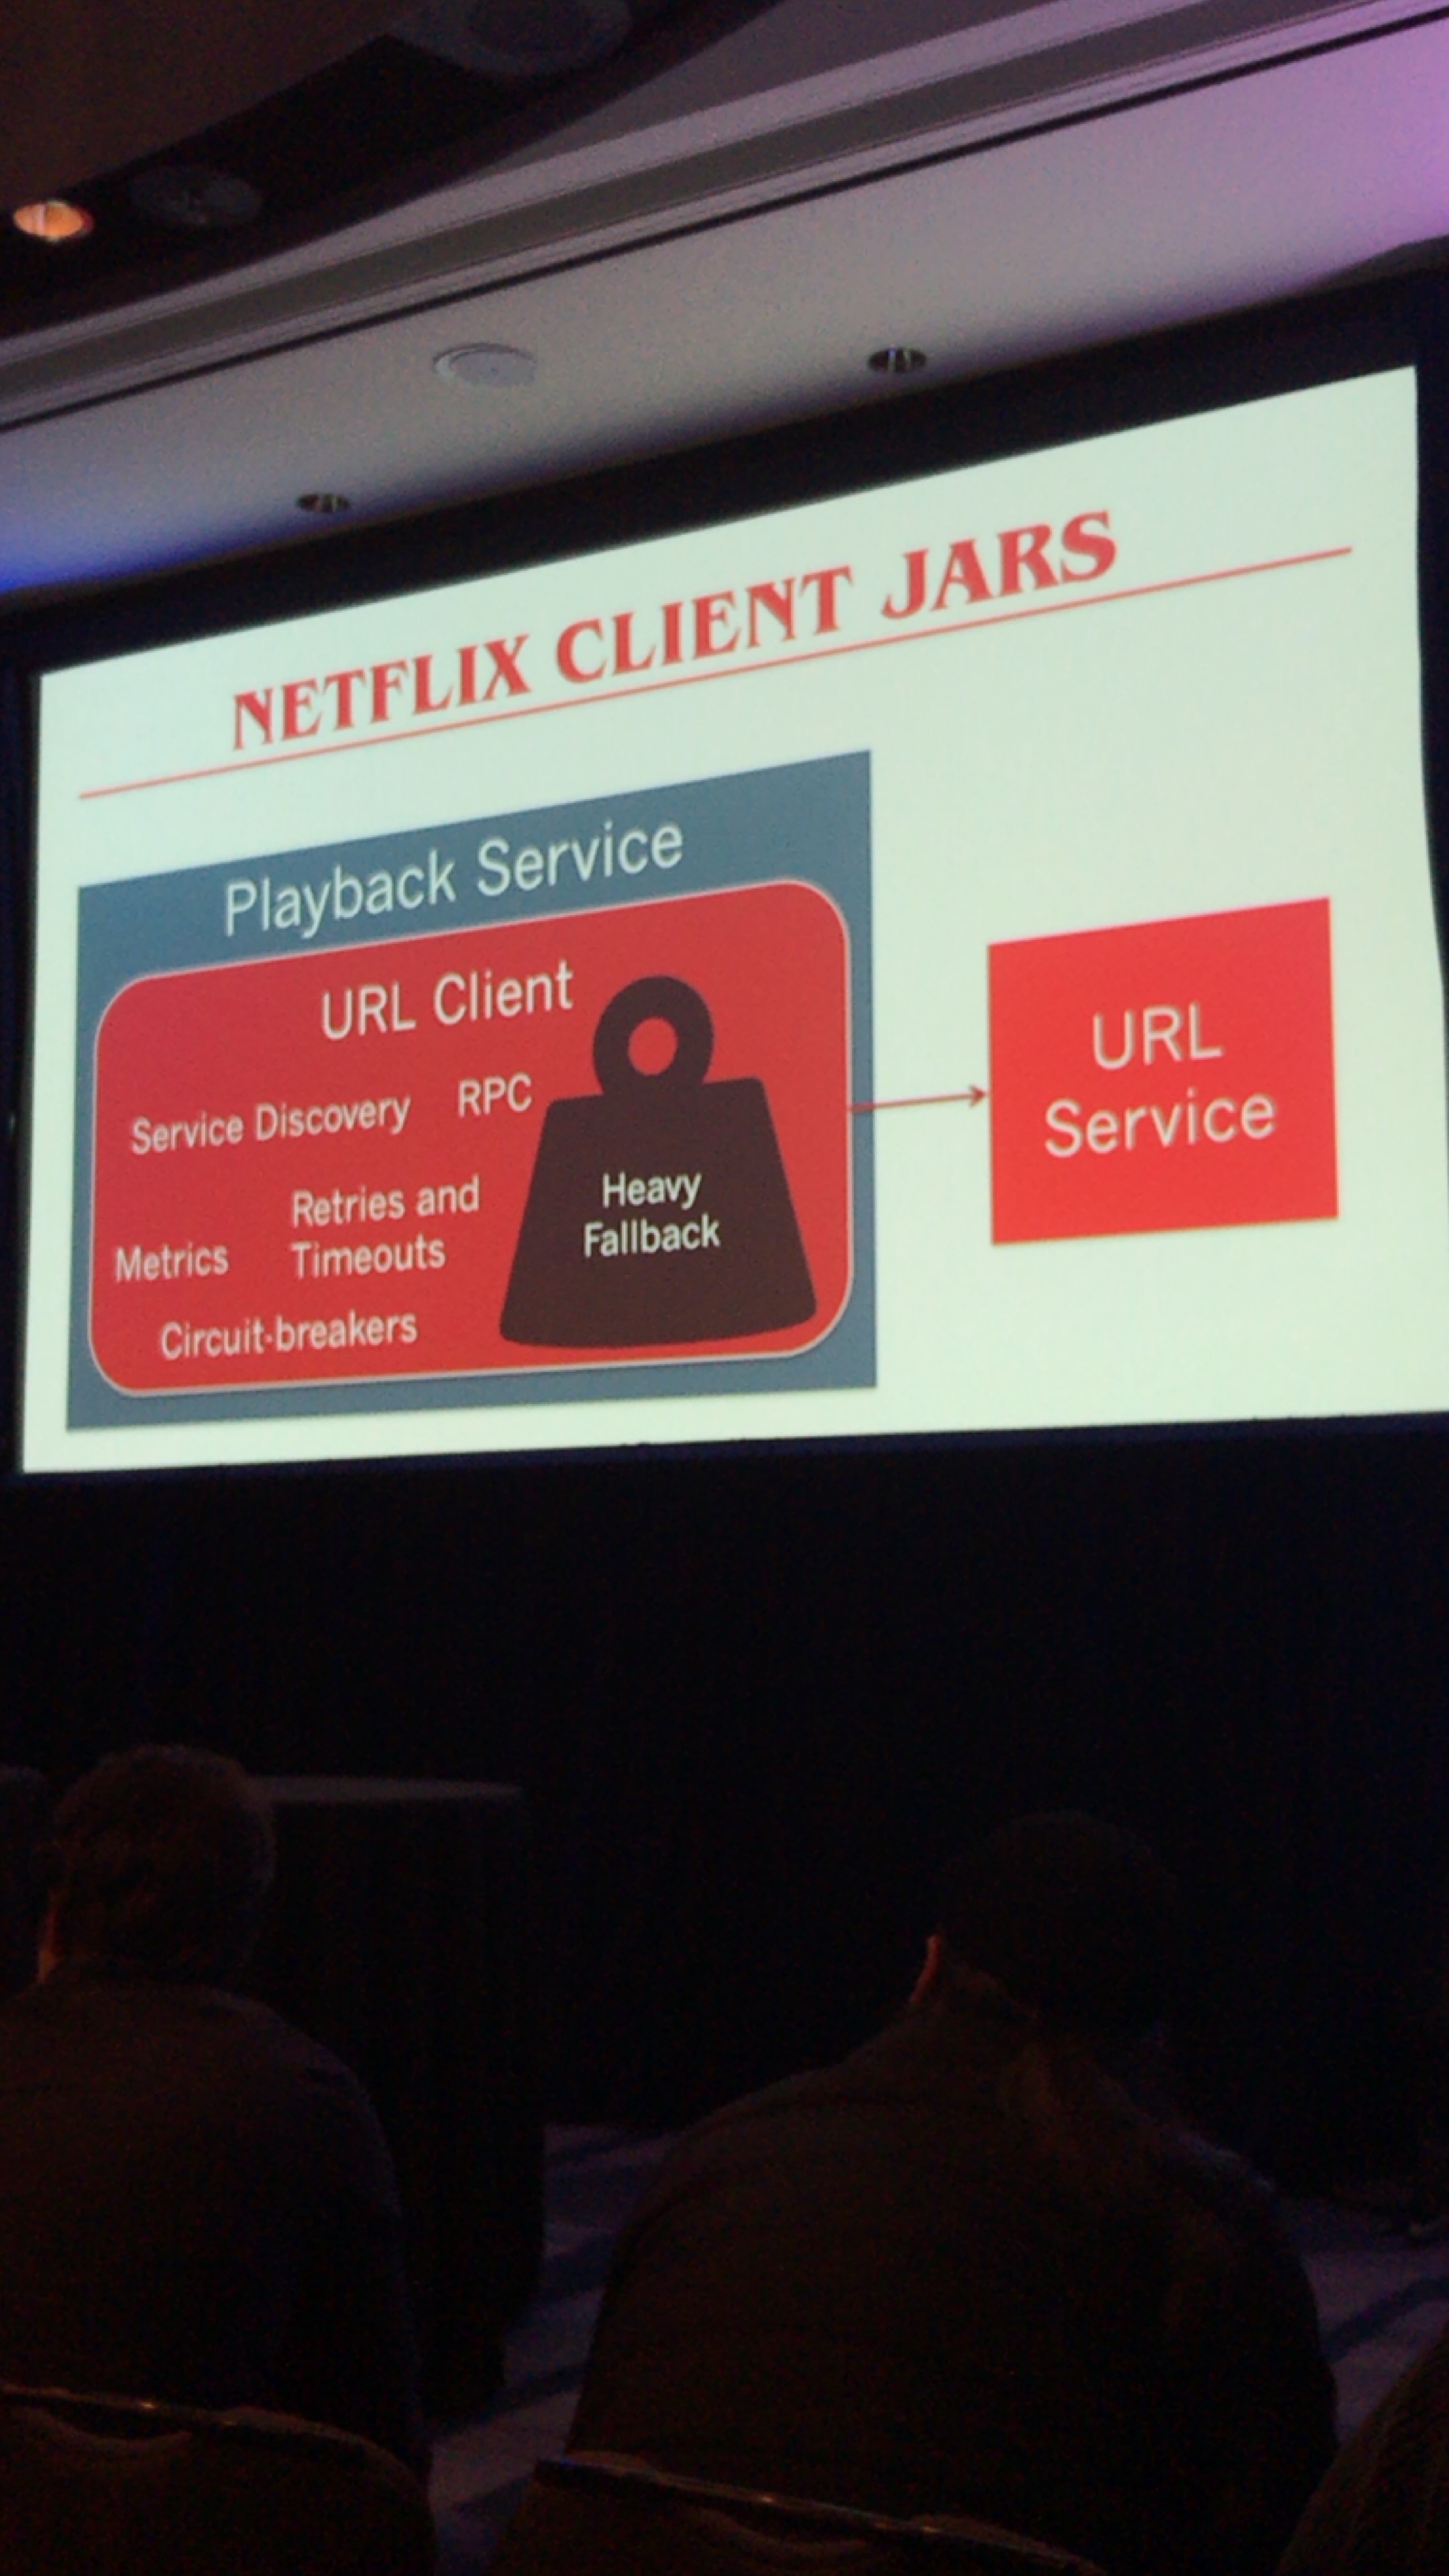 NETFLIX CLIENT JARS
Playback Service
URL Client
Service Discovery
RPC
Retries and
Timeouts
Metrics
Circuit-breakers
Heavy
Fallback
URL
Service